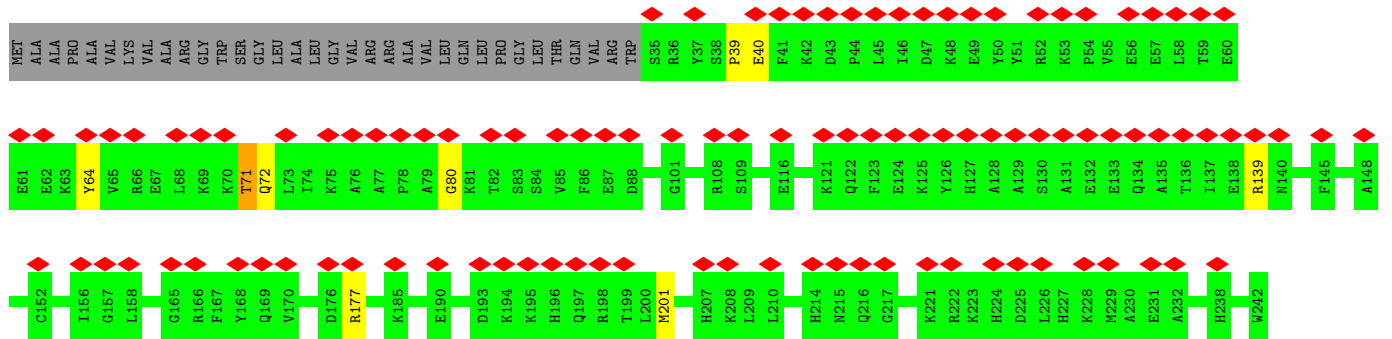 MET ALA ALA PRO ALA VAL LYS VAL ALA ARG GLY TRP SER GLY LEU ALA LEU GLY VAL ARG ARG ALA VAL LEU GLN LEU PRO GLY LEU THR GLN VAL ARG TRP S35 R36 Y37 S38 P39 E40 F41 K42 D43 P44 L45 I46 D47 K48 E49 Y50 Y51 R52 K53 P54 V55 E56 E57 L58 T59 E60
E61 E62 K63 Y64 V65 R66 E67 L68 K69 K70 T71 Q72 L73 I74 K75 A76 A77 P78 A79 G80 K81 T82 S83 S84 V85 F86 E87 D88 G101 R108 S109 E116 K121 Q122 F123 E124 K125 Y126 H127 A128 A129 S130 A131 E132 E133 Q134 A135 T136 I137 E138 R139 N140 F145 A148
C152 I156 G157 L158 G165 R166 F167 Y168 Q169 V170 D176 R177 K185 E190 D193 K194 K195 H196 Q197 R198 T199 L200 M201 H207 K208 L209 L210 H214 N215 Q216 G217 K221 R222 K223 H224 D225 L226 H227 K228 M229 A230 E231 A232 H238 W242